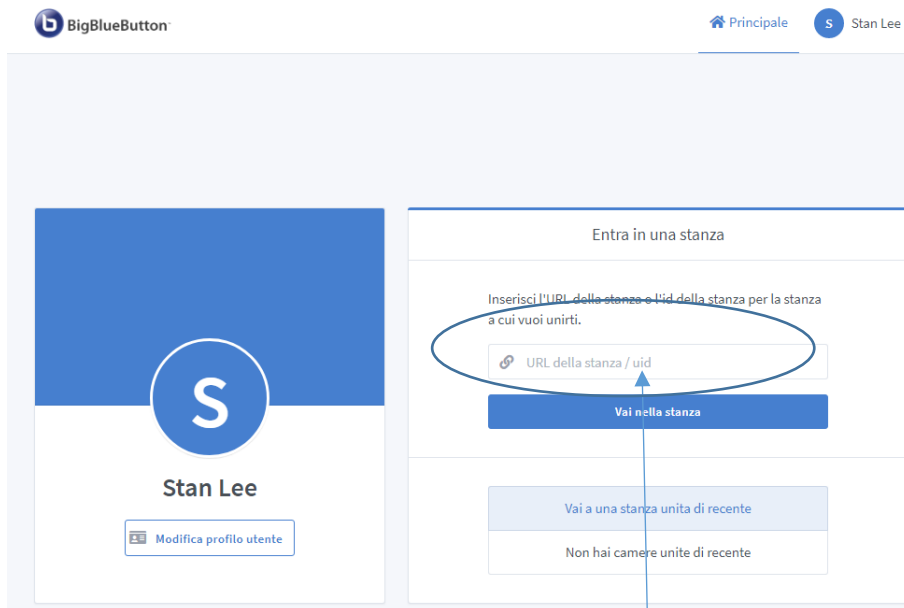 BigBlueButton
Principale
S
Stan Lee
Entra in una stanza
Inserisci l'URL della stanza o l'id della stanza per la stanza
a cui vuoi unirti.
URL della stanza / uid
Vai nella stanza
S
Stan Lee
Modifica profilo utente
Vai a una stanza unita di recente
Non hai camere unite di recente